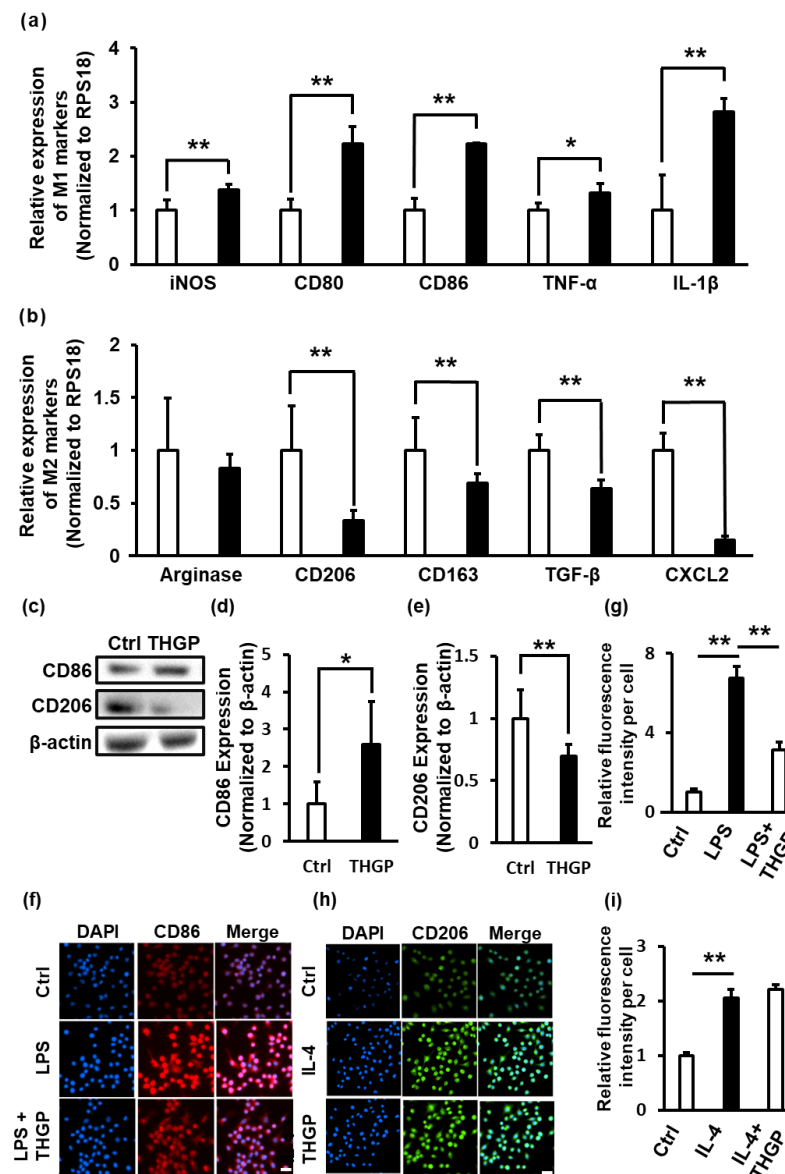 (a)
Relative expression
of M1 markers
(Normalized to RPS18)
4
3
2
1
0
**
**
**
*
**
iNOS CD80 CD86 TNF-α IL-1β
(b)
Relative expression
of M2 markers
(Normalized to RPS18)
2
1.5
1
0.5
0
**
**
**
**
Arginase CD206 CD163 TGF-β CXCL2
(c)
Ctrl THGP
CD86
CD206
β-actin
(d)
CD86 Expression
(Normalized to β-actin)
5
4
3
2
1
0
*
Ctrl THGP
(e)
CD206 Expression
(Normalized to β-actin)
1.5
1
0.5
0
**
Ctrl THGP
(g)
Relative fluorescence
intensity per cell
8
4
0
** **
Ctrl
LPS
LPS+
THGP
(f)
DAPI CD86 Merge
Ctrl
LPS
LPS +
THGP
(h)
DAPI CD206 Merge
Ctrl
IL-4
THGP
(i)
Relative fluorescence
intensity per cell
3
2
1
0
**
Ctrl
IL-4
IL-4+
THGP